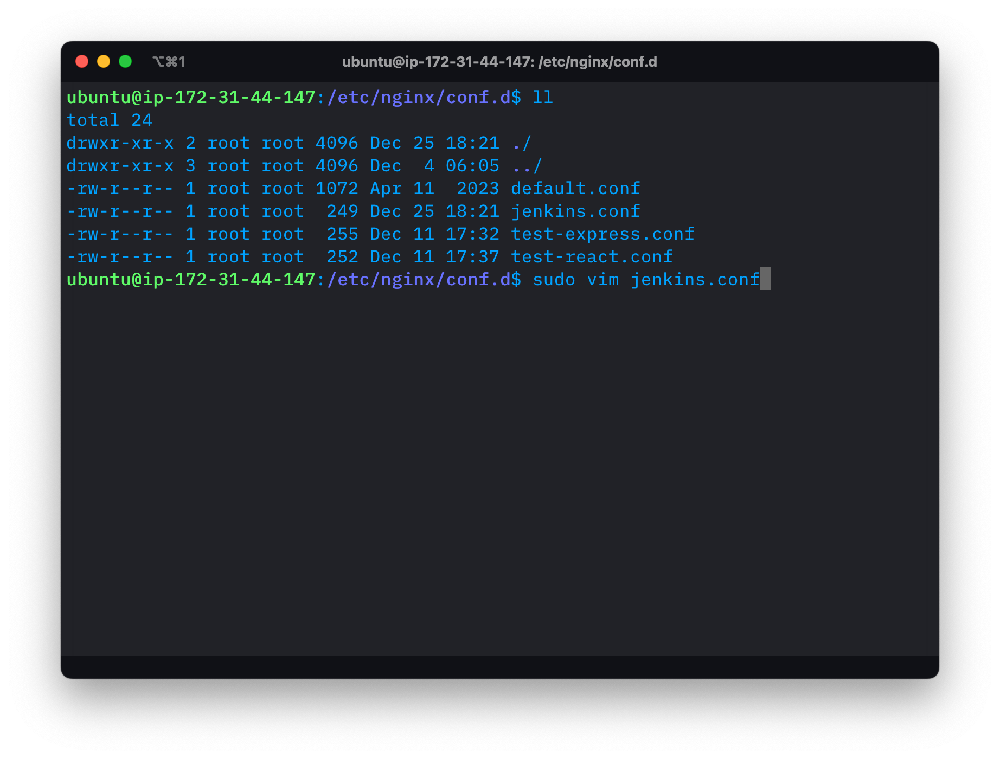 ⌥⌘1
ubuntu@ip-172-31-44-147: /etc/nginx/conf.d
ubuntu@ip-172-31-44-147:/etc/nginx/conf.d$ ll
total 24
drwxr-xr-x 2 root root 4096 Dec 25 18:21 ./
drwxr-xr-x 3 root root 4096 Dec  4 06:05 ../
-rw-r--r-- 1 root root 1072 Apr 11  2023 default.conf
-rw-r--r-- 1 root root  249 Dec 25 18:21 jenkins.conf
-rw-r--r-- 1 root root  255 Dec 11 17:32 test-express.conf
-rw-r--r-- 1 root root  252 Dec 11 17:37 test-react.conf
ubuntu@ip-172-31-44-147:/etc/nginx/conf.d$ sudo vim jenkins.conf